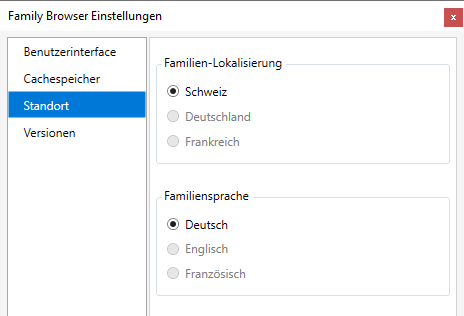 Family Browser Einstellungen
x
Benutzerinterface
Cachespeicher
Standort
Versionen
Familien-Lokalisierung
Schweiz
Deutschland
Frankreich
Familiensprache
Deutsch
Englisch
Französisch